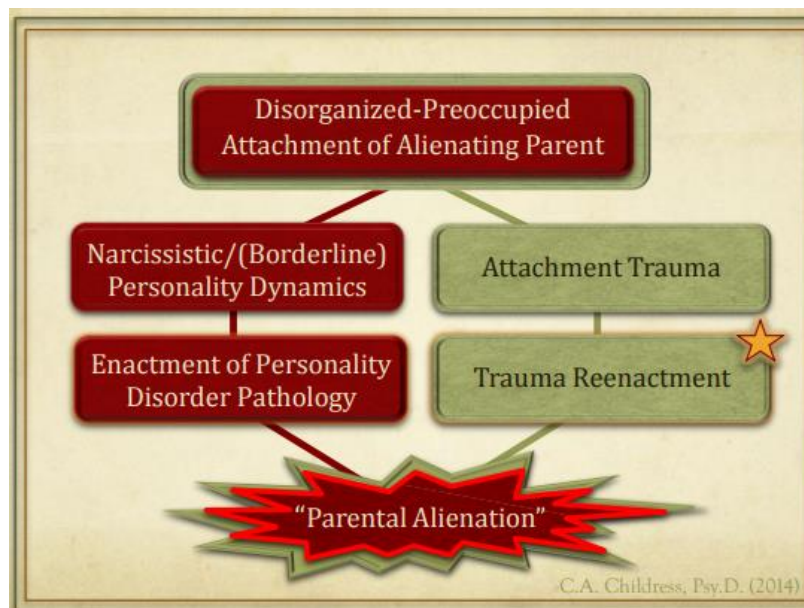 Disorganized-Preoccupied
Attachment of Alienating Parent
Narcissistic/(Borderline)
Personality Dynamics
Attachment Trauma
Enactment of Personality
Disorder Pathology
Trauma Reenactment
“Parental Alienation”
C.A. Childress, Psy.D. (2014)